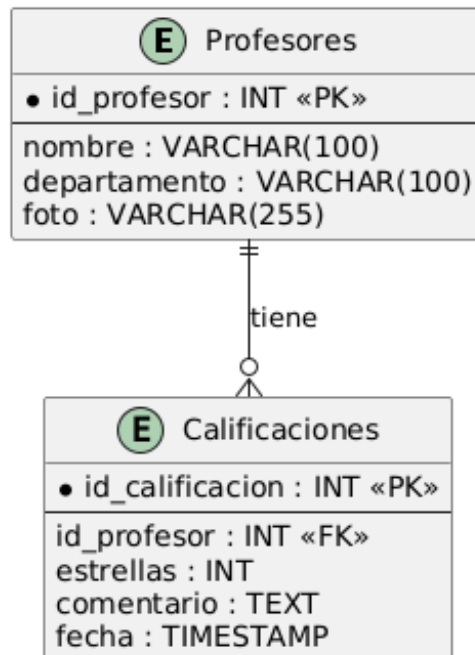 E Profesores
• id_profesor : INT «PK»
nombre : VARCHAR(100)
departamento : VARCHAR(100)
foto : VARCHAR(255)
tiene
E Calificaciones
• id_calificacion : INT «PK»
id_profesor : INT «FK»
estrellas : INT
comentario : TEXT
fecha : TIMESTAMP